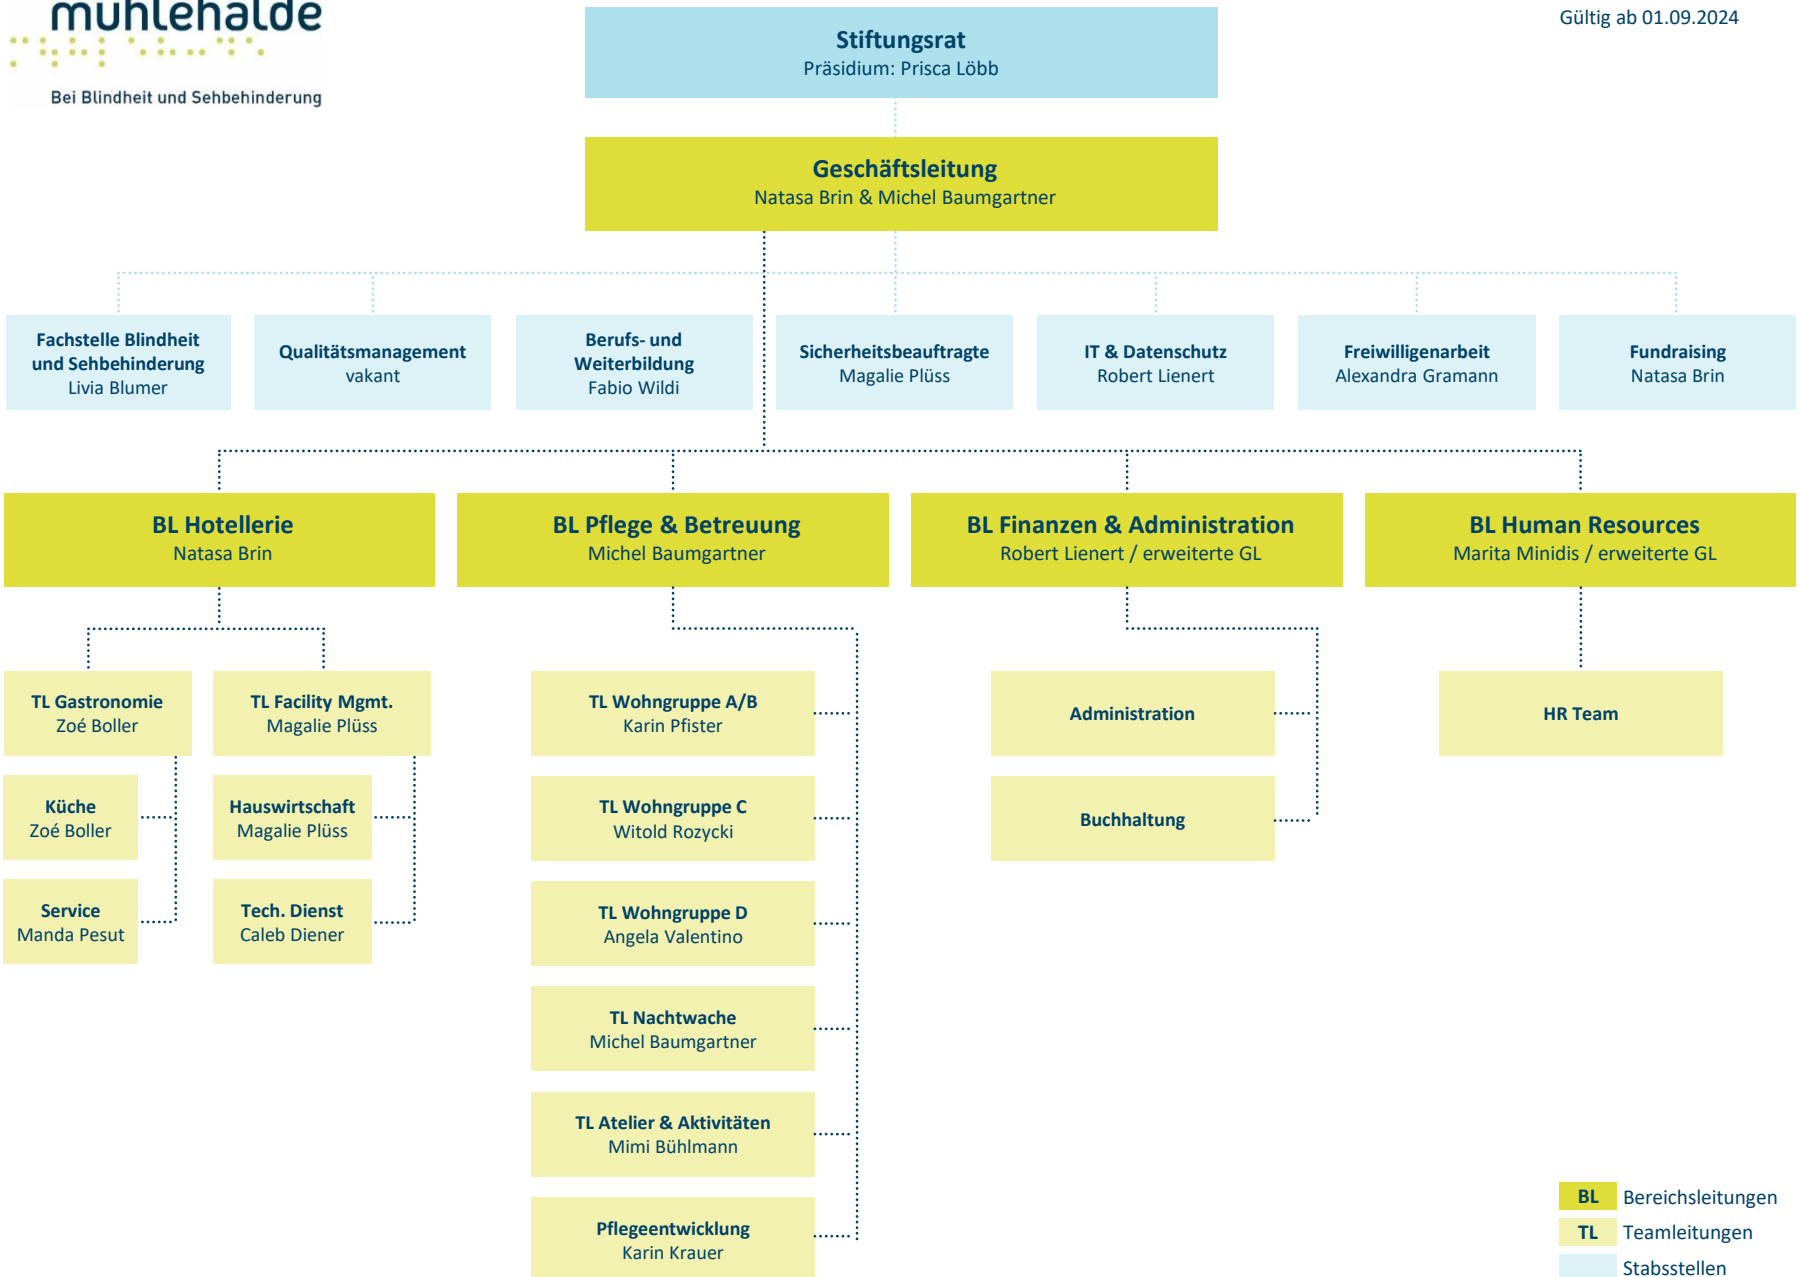 mühlehalde
Bei Blindheit und Sehbehinderung
Gültig ab 01.09.2024
Stiftungsrat
Präsidium: Prisca Löbb
Geschäftsleitung
Natasa Brin & Michel Baumgartner
Fachstelle Blindheit
und Sehbehinderung
Livia Blumer
Qualitätsmanagement
vakant
Berufs- und
Weiterbildung
Fabio Wildi
Sicherheitsbeauftragte
Magalie Plüss
IT & Datenschutz
Robert Lienert
Freiwilligenarbeit
Alexandra Gramann
Fundraising
Natasa Brin
BL Hotellerie
Natasa Brin
BL Pflege & Betreuung
Michel Baumgartner
BL Finanzen & Administration
Robert Lienert / erweiterte GL
BL Human Resources
Marita Minidis / erweiterte GL
TL Gastronomie
Zoé Boller
TL Facility Mgmt.
Magalie Plüss
Küche
Zoé Boller
Hauswirtschaft
Magalie Plüss
Service
Manda Pesut
Tech. Dienst
Caleb Diener
TL Wohngruppe A/B
Karin Pfister
TL Wohngruppe C
Witold Rozycki
TL Wohngruppe D
Angela Valentino
TL Nachtwache
Michel Baumgartner
TL Atelier & Aktivitäten
Mimi Bühlmann
Pflegeentwicklung
Karin Krauer
Administration
Buchhaltung
HR Team
BL Bereichsleitungen
TL Teamleitungen
Stabsstellen